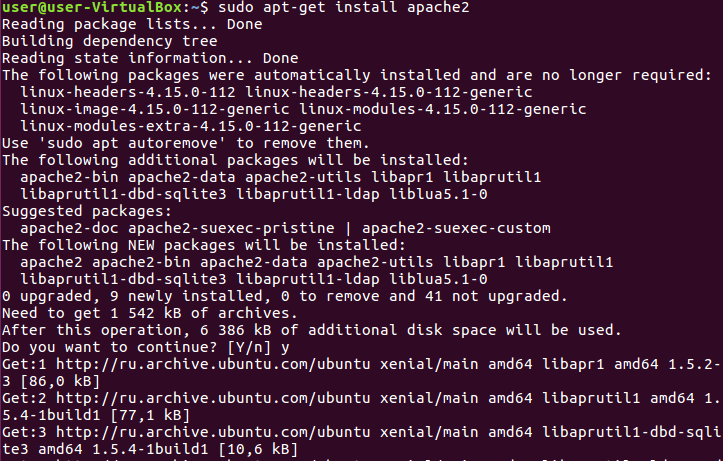 user@user-VirtualBox:~$ sudo apt-get install apache2
Reading package lists... Done
Building dependency tree
Reading state information... Done
The following packages were automatically installed and are no longer required:
  linux-headers-4.15.0-112 linux-headers-4.15.0-112-generic
  linux-image-4.15.0-112-generic linux-modules-4.15.0-112-generic
  linux-modules-extra-4.15.0-112-generic
Use 'sudo apt autoremove' to remove them.
The following additional packages will be installed:
  apache2-bin apache2-data apache2-utils libapr1 libaprutil1
  libaprutil1-dbd-sqlite3 libaprutil1-ldap liblua5.1-0
Suggested packages:
  apache2-doc apache2-suexec-pristine | apache2-suexec-custom
The following NEW packages will be installed:
  apache2 apache2-bin apache2-data apache2-utils libapr1 libaprutil1
  libaprutil1-dbd-sqlite3 libaprutil1-ldap liblua5.1-0
0 upgraded, 9 newly installed, 0 to remove and 41 not upgraded.
Need to get 1 542 kB of archives.
After this operation, 6 386 kB of additional disk space will be used.
Do you want to continue? [Y/n] y
Get:1 http://ru.archive.ubuntu.com/ubuntu xenial/main amd64 libapr1 amd64 1.5.2-
3 [86,0 kB]
Get:2 http://ru.archive.ubuntu.com/ubuntu xenial/main amd64 libaprutil1 amd64 1.
5.4-1build1 [77,1 kB]
Get:3 http://ru.archive.ubuntu.com/ubuntu xenial/main amd64 libaprutil1-dbd-sqli
te3 amd64 1.5.4-1build1 [10,6 kB]